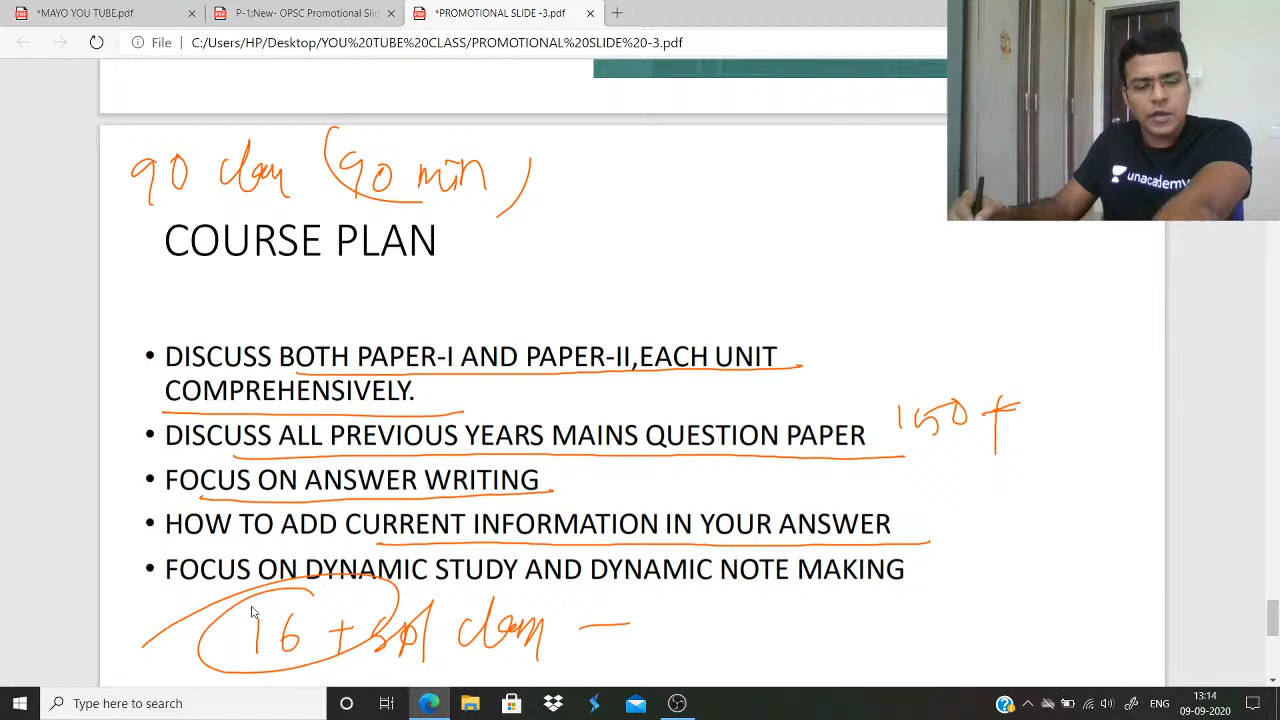 *MAYO YOU TUBE.pdf
P-1;New- OPSC Promotional Sli
*PROMOTIONAL SLIDE -3.pdf
File C:/Users/HP/Desktop/YOU%20TUBE%20CLASS/PROMOTIONAL%20SLIDE%20-3.pdf
unacademy
90 (90 min)
COURSE PLAN
• DISCUSS BOTH PAPER-I AND PAPER-II,EACH UNIT
COMPREHENSIVELY.
• DISCUSS ALL PREVIOUS YEARS MAINS QUESTION PAPER
150 +
• FOCUS ON ANSWER WRITING
• HOW TO ADD CURRENT INFORMATION IN YOUR ANSWER
• FOCUS ON DYNAMIC STUDY AND DYNAMIC NOTE MAKING
16 +
Type here to search
ENG
13:14
09-09-2020